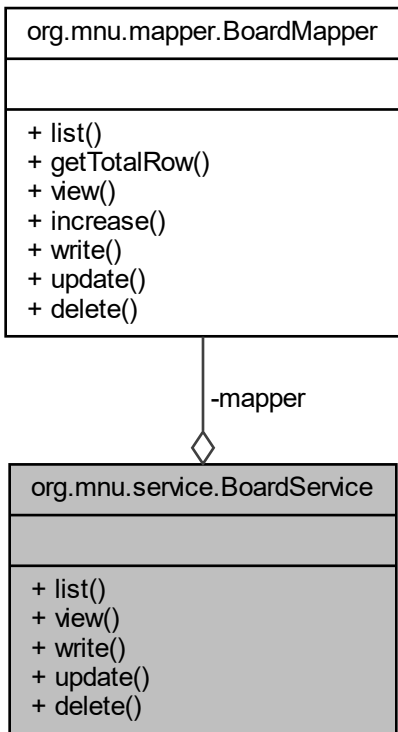 org.mnu.mapper.BoardMapper
+ list()
+ getTotalRow()
+ view()
+ increase()
+ write()
+ update()
+ delete()
-mapper
org.mnu.service.BoardService
+ list()
+ view()
+ write()
+ update()
+ delete()